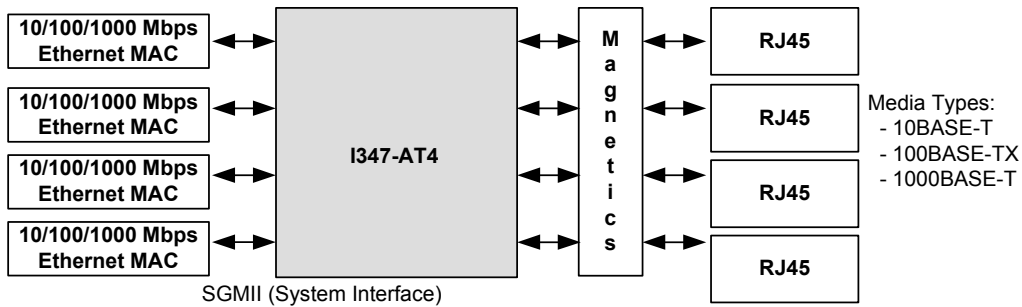 10/100/1000 Mbps
Ethernet MAC
10/100/1000 Mbps
Ethernet MAC
10/100/1000 Mbps
Ethernet MAC
10/100/1000 Mbps
Ethernet MAC
I347-AT4
SGMII (System Interface)
Magnetics
RJ45
RJ45
RJ45
RJ45
Media Types:
- 10BASE-T
- 100BASE-TX
- 1000BASE-T